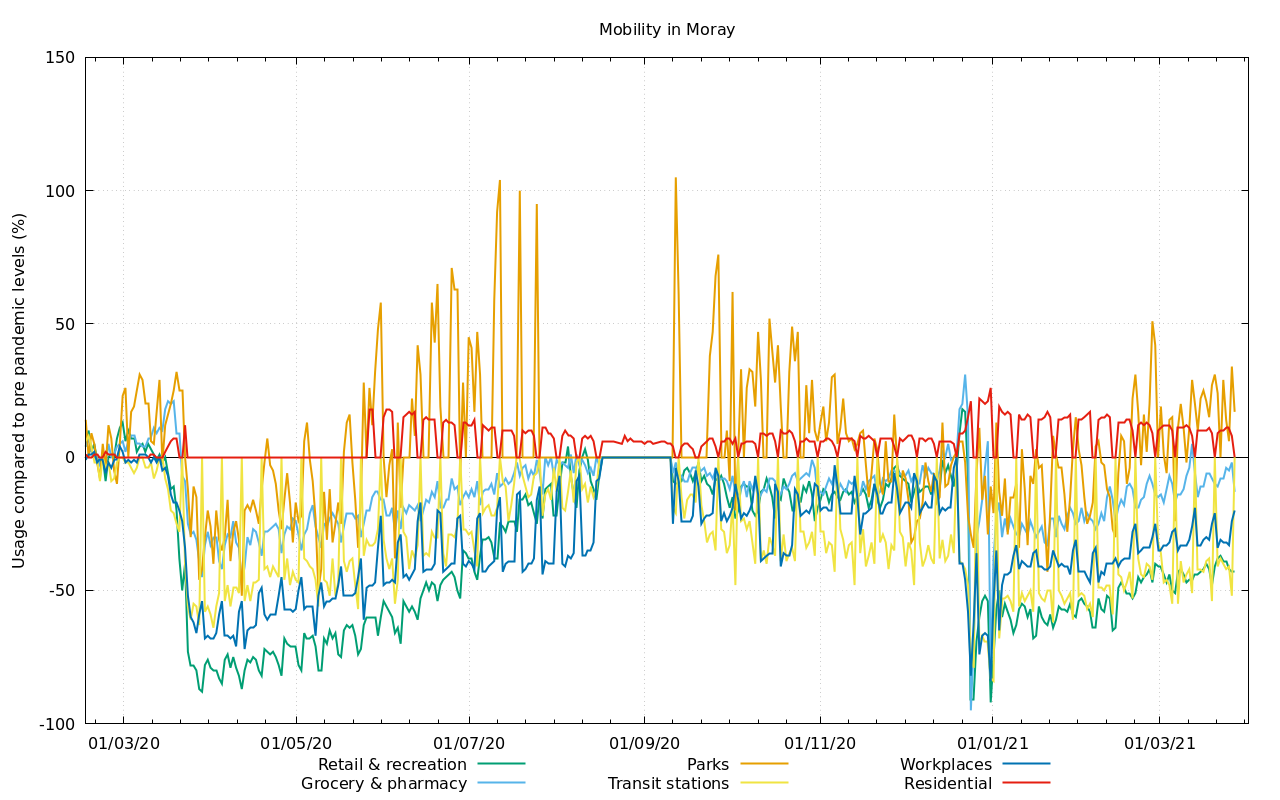 Mobility in Moray
Usage compared to pre pandemic levels (%)
150
100
50
0
-50
-100
01/03/20 01/05/20 01/07/20 01/09/20 01/11/20 01/01/21 01/03/21
Retail & recreation Parks Workplaces
Grocery & pharmacy Transit stations Residential